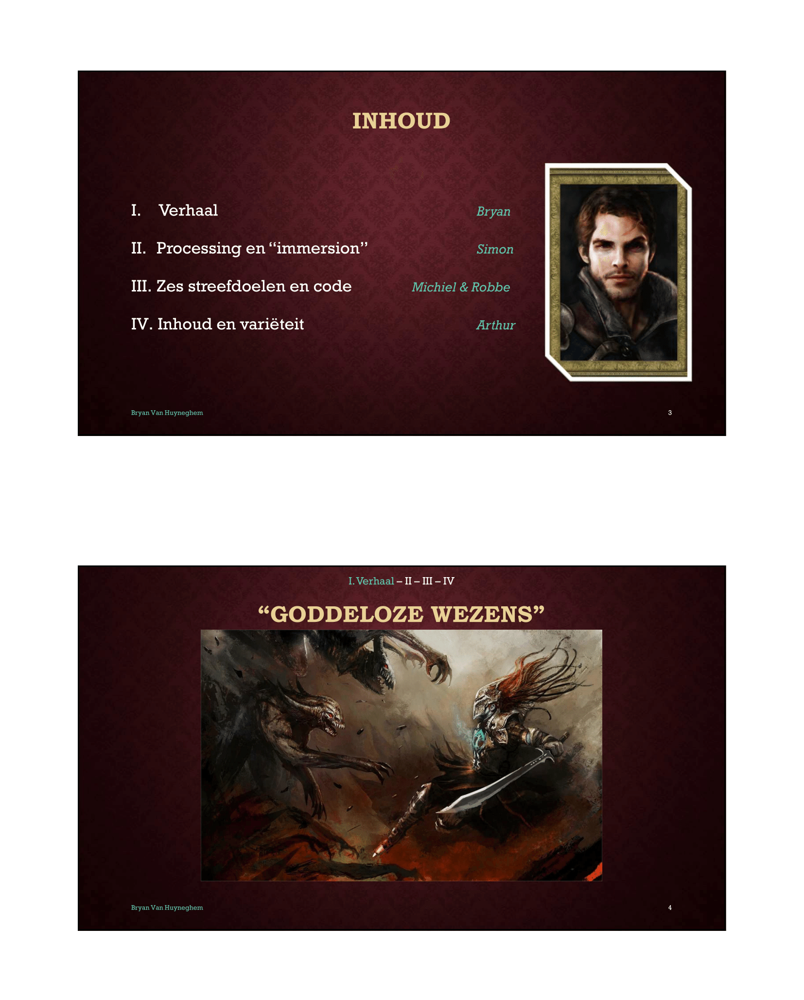 INHOUD
I. Verhaal Bryan
II. Processing en “immersion” Simon
III. Zes streefdoelen en code Michiel & Robbe
IV. Inhoud en variëteit Arthur
Bryan Van Huyneghem 3
I. Verhaal – II – III – IV
“GODDELOZE WEZENS”
Bryan Van Huyneghem 4